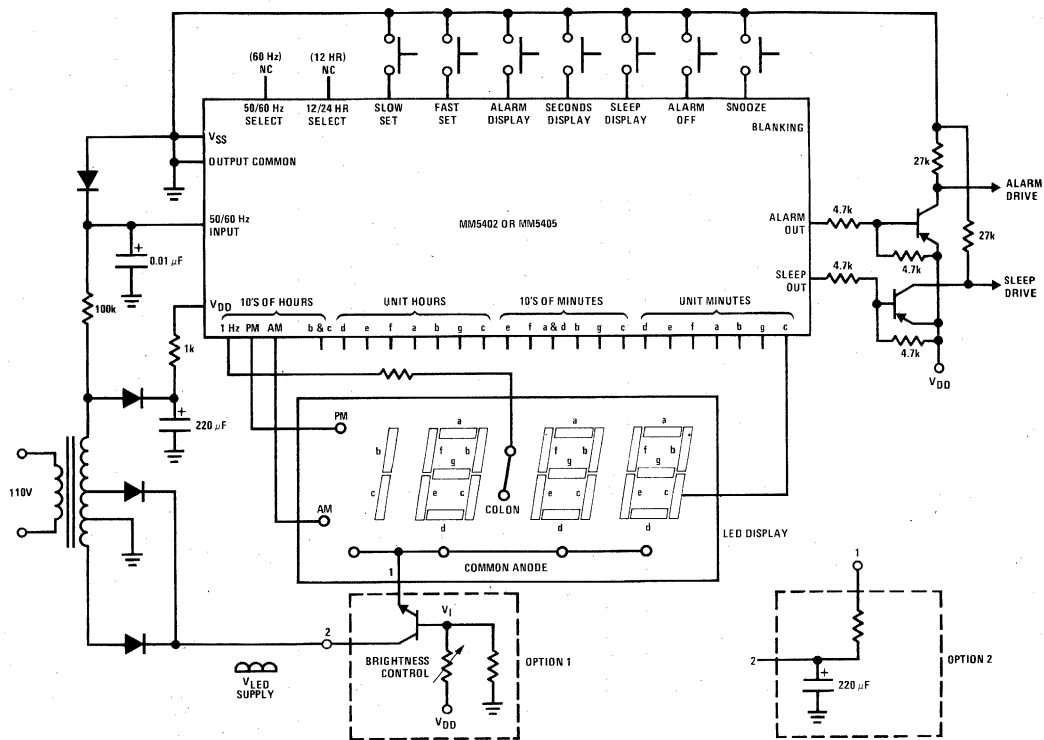 (60 Hz)
NC
(12 HR)
NC
50/60 Hz
SELECT
12/24 HR
SELECT
SLOW
SET
FAST
SET
ALARM
DISPLAY
SECONDS
DISPLAY
SLEEP
DISPLAY
ALARM
OFF
SNOOZE
BLANKING
VSS
OUTPUT COMMON
50/60 Hz
INPUT
MM5402 OR MM5405
ALARM
OUT
SLEEP
OUT
27k
ALARM
DRIVE
4.7k
27k
4.7k
4.7k
SLEEP
DRIVE
4.7k
VDD
+
0.01 µF
100k
VDD
1k
+
220 µF
110V
10'S OF HOURS
UNIT HOURS
10'S OF MINUTES
UNIT MINUTES
1 Hz PM AM b & c d e f a b g c e f a & d b g c d e f a b g c
PM
AM
b
c
a
f b
g
e c
d
COLON
a
f b
g
e c
d
a
f b
g
e c
d
LED DISPLAY
COMMON ANODE
1
2
VI
BRIGHTNESS
CONTROL
VDD
OPTION 1
VLED
SUPPLY
1
2
+
220 µF
OPTION 2